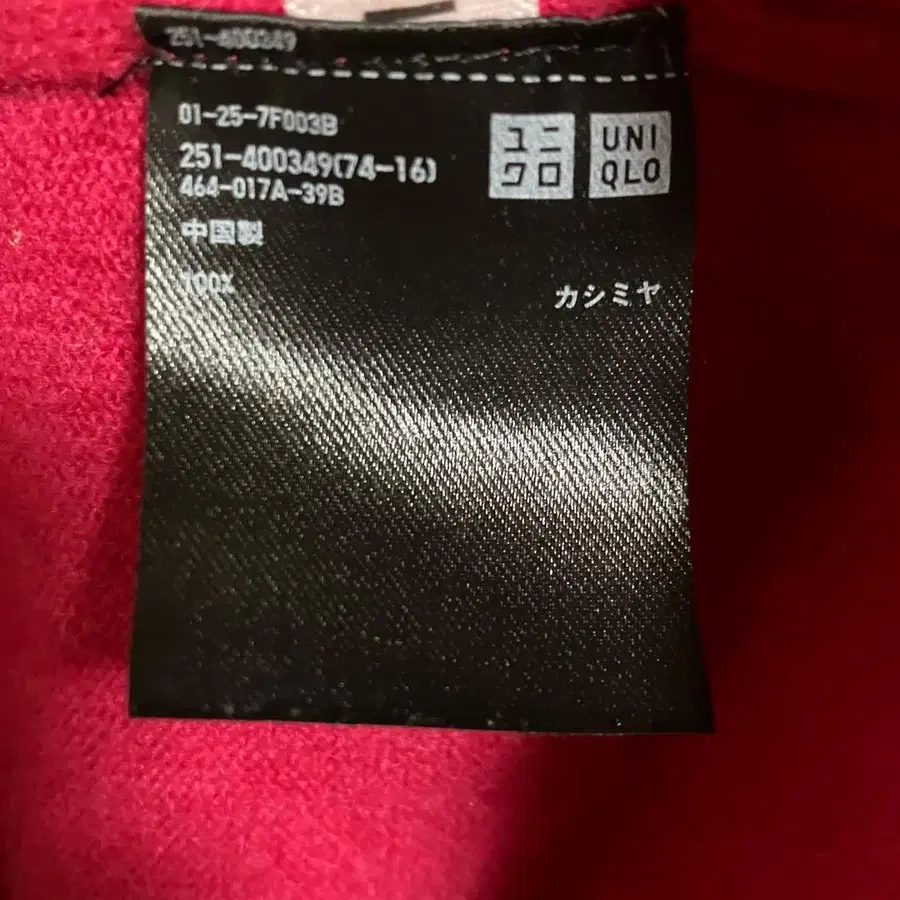 251-400349
01-25-7F003B
251-400349(74-16)
464-017A-39B
中国製
100% カシミヤ
ユニ
クロ
UNI
QLO